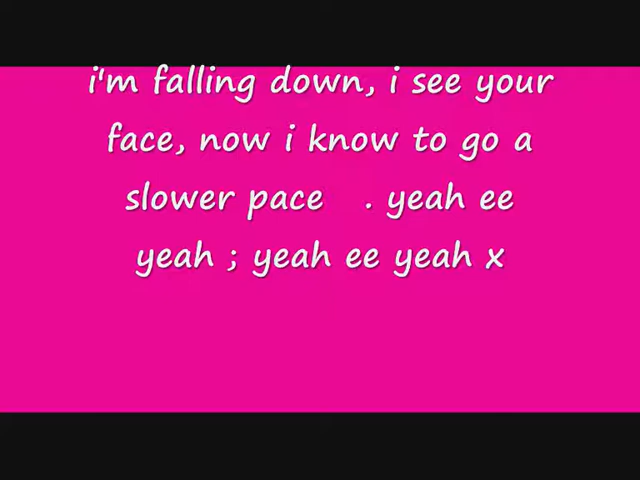 i'm falling down, i see your
face, now i know to go a
slower pace   . yeah ee
yeah ; yeah ee yeah x